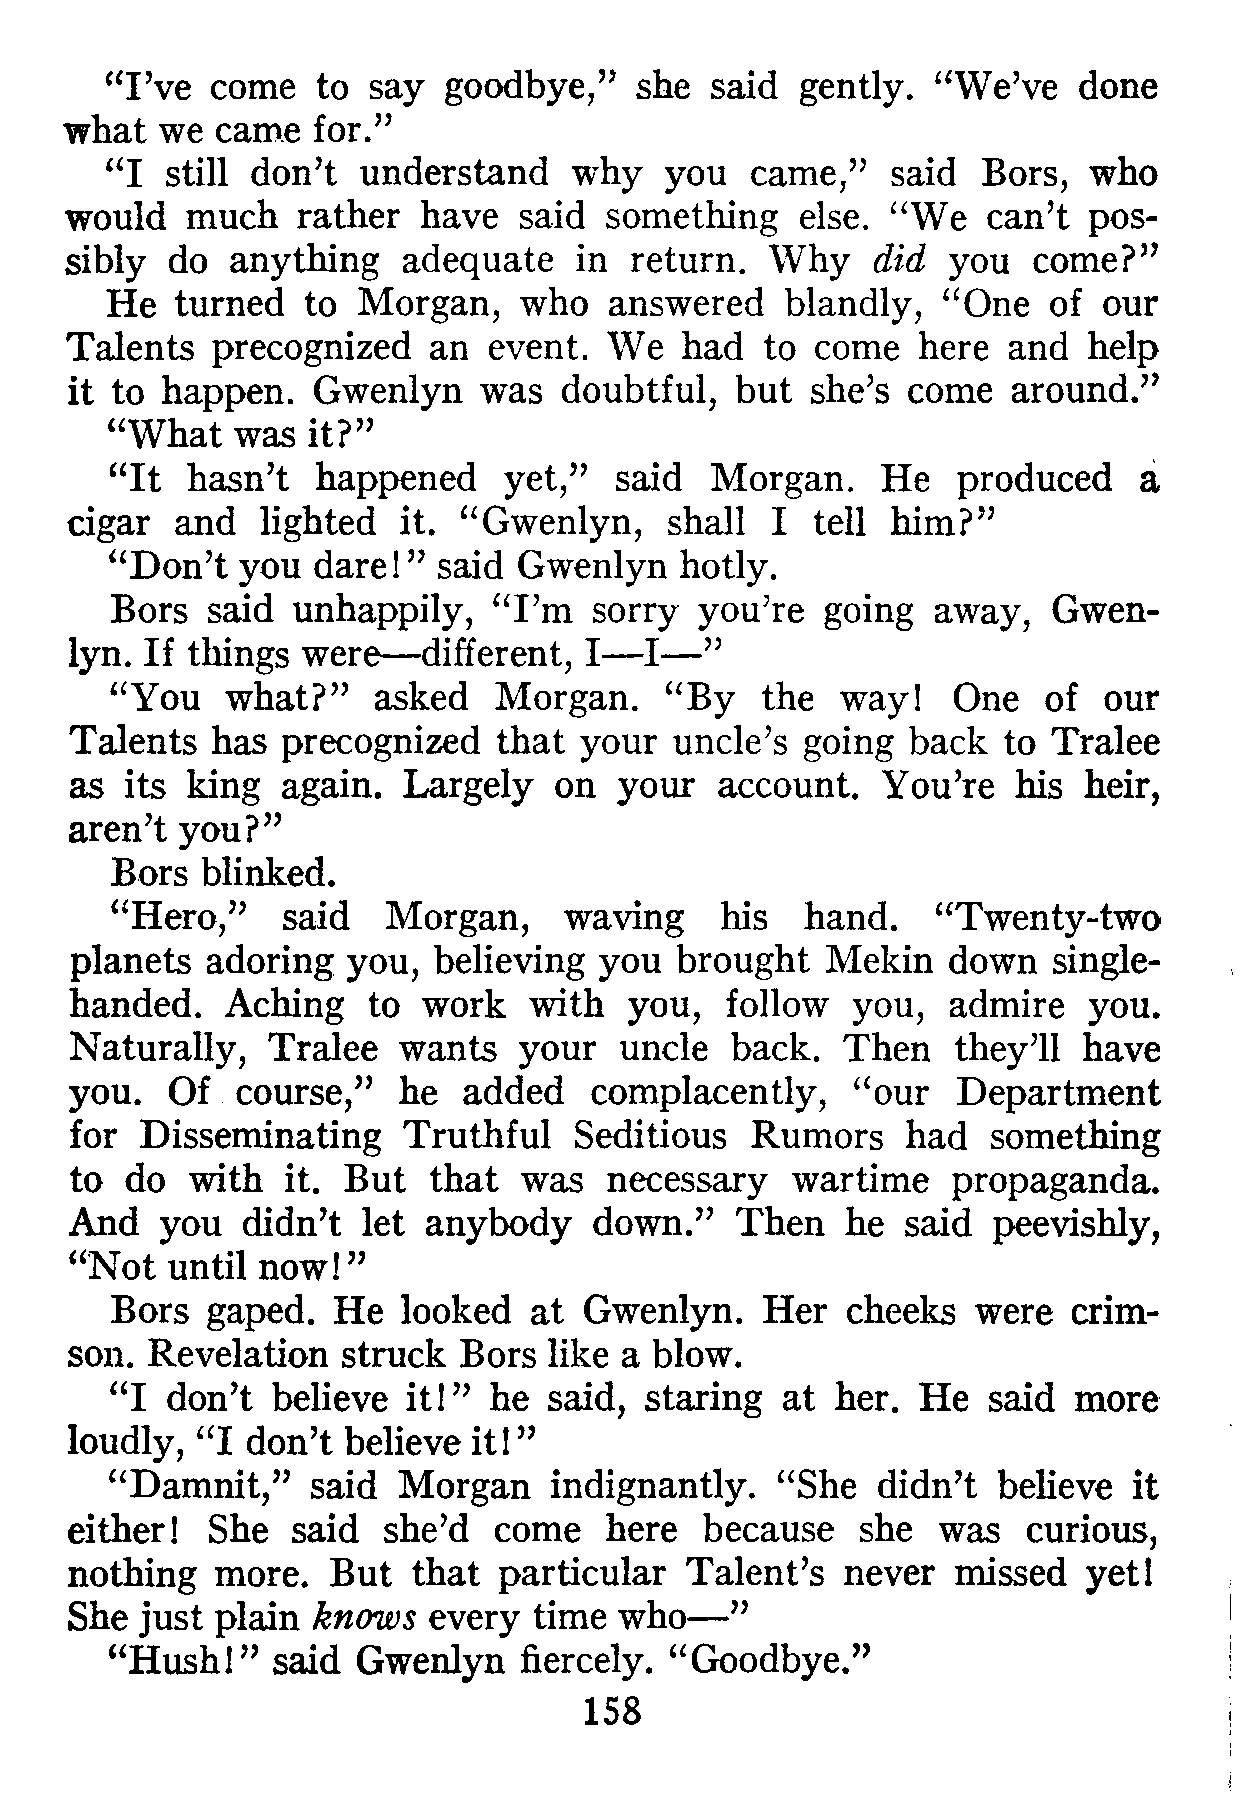 “I’ve come to say goodbye,” she said gently. “We’ve done
what we came for.”
“I still don’t understand why you came,” said Bors, who
would much rather have said something else. “We can’t pos-
sibly do anything adequate in return. Why did you come?”
He turned to Morgan, who answered blandly, “One of our
Talents precognized an event. We had to come here and help
it to happen. Gwenlyn was doubtful, but she’s come around.”
“What was it?”
“It hasn’t happened yet,” said Morgan. He produced a
cigar and lighted it. “Gwenlyn, shall I tell him?”
“Don’t you dare!” said Gwenlyn hotly.
Bors said unhappily, “I’m sorry you’re going away, Gwen-
lyn. If things were—different, I—I—”
“You what?” asked Morgan. “By the way! One of our
Talents has precognized that your uncle’s going back to Tralee
as its king again. Largely on your account. You’re his heir,
aren’t you?”
Bors blinked.
“Hero,” said Morgan, waving his hand. “Twenty-two
planets adoring you, believing you brought Mekin down single-
handed. Aching to work with you, follow you, admire you.
Naturally, Tralee wants your uncle back. Then they’ll have
you. Of course,” he added complacently, “our Department
for Disseminating Truthful Seditious Rumors had something
to do with it. But that was necessary wartime propaganda.
And you didn’t let anybody down.” Then he said peevishly,
“Not until now!”
Bors gaped. He looked at Gwenlyn. Her cheeks were crim-
son. Revelation struck Bors like a blow.
“I don’t believe it!” he said, staring at her. He said more
loudly, “I don’t believe it!”
“Damnit,” said Morgan indignantly. “She didn’t believe it
either! She said she’d come here because she was curious,
nothing more. But that particular Talent’s never missed yet!
She just plain knows every time who—”
“Hush!” said Gwenlyn fiercely. “Goodbye.”
158